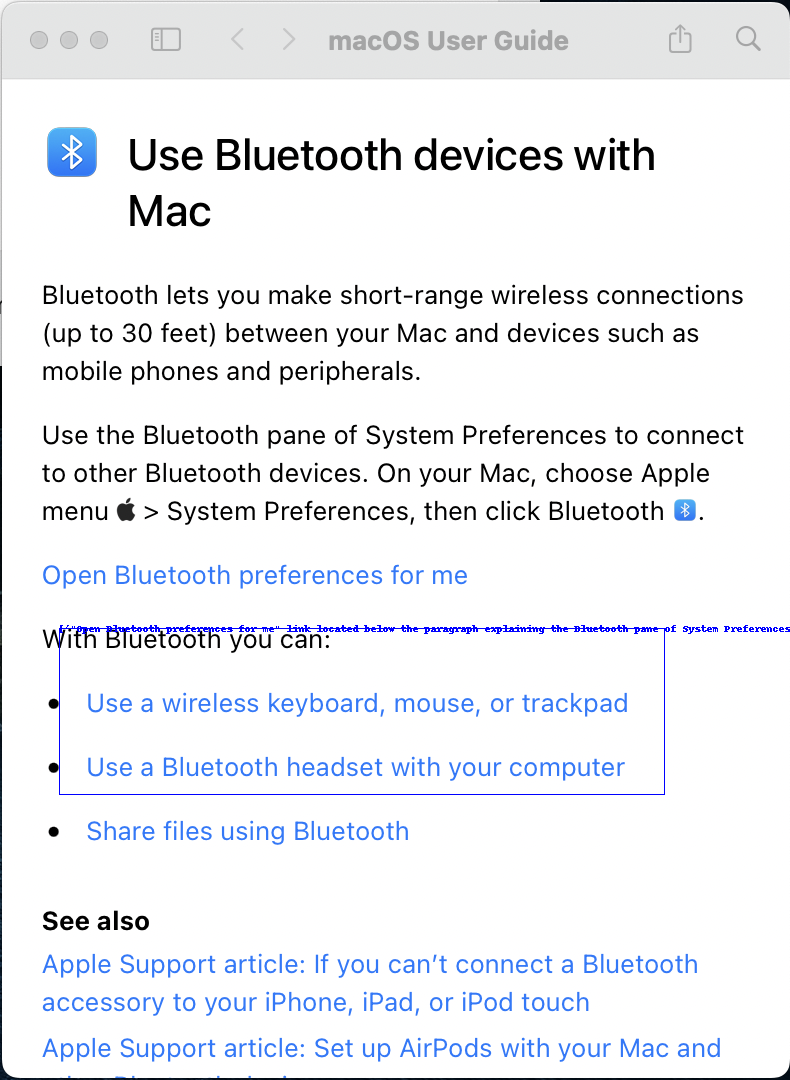 macOS User Guide
Use Bluetooth devices with
Mac
Bluetooth lets you make short-range wireless connections
(up to 30 feet) between your Mac and devices such as
mobile phones and peripherals.
Use the Bluetooth pane of System Preferences to connect
to other Bluetooth devices. On your Mac, choose Apple
menu > System Preferences, then click Bluetooth .
Open Bluetooth preferences for me
"Open Bluetooth preferences for me" link located below the paragraph explaining the Bluetooth pane of System Preferences
With Bluetooth you can:
• Use a wireless keyboard, mouse, or trackpad
• Use a Bluetooth headset with your computer
• Share files using Bluetooth
See also
Apple Support article: If you can’t connect a Bluetooth
accessory to your iPhone, iPad, or iPod touch
Apple Support article: Set up AirPods with your Mac and